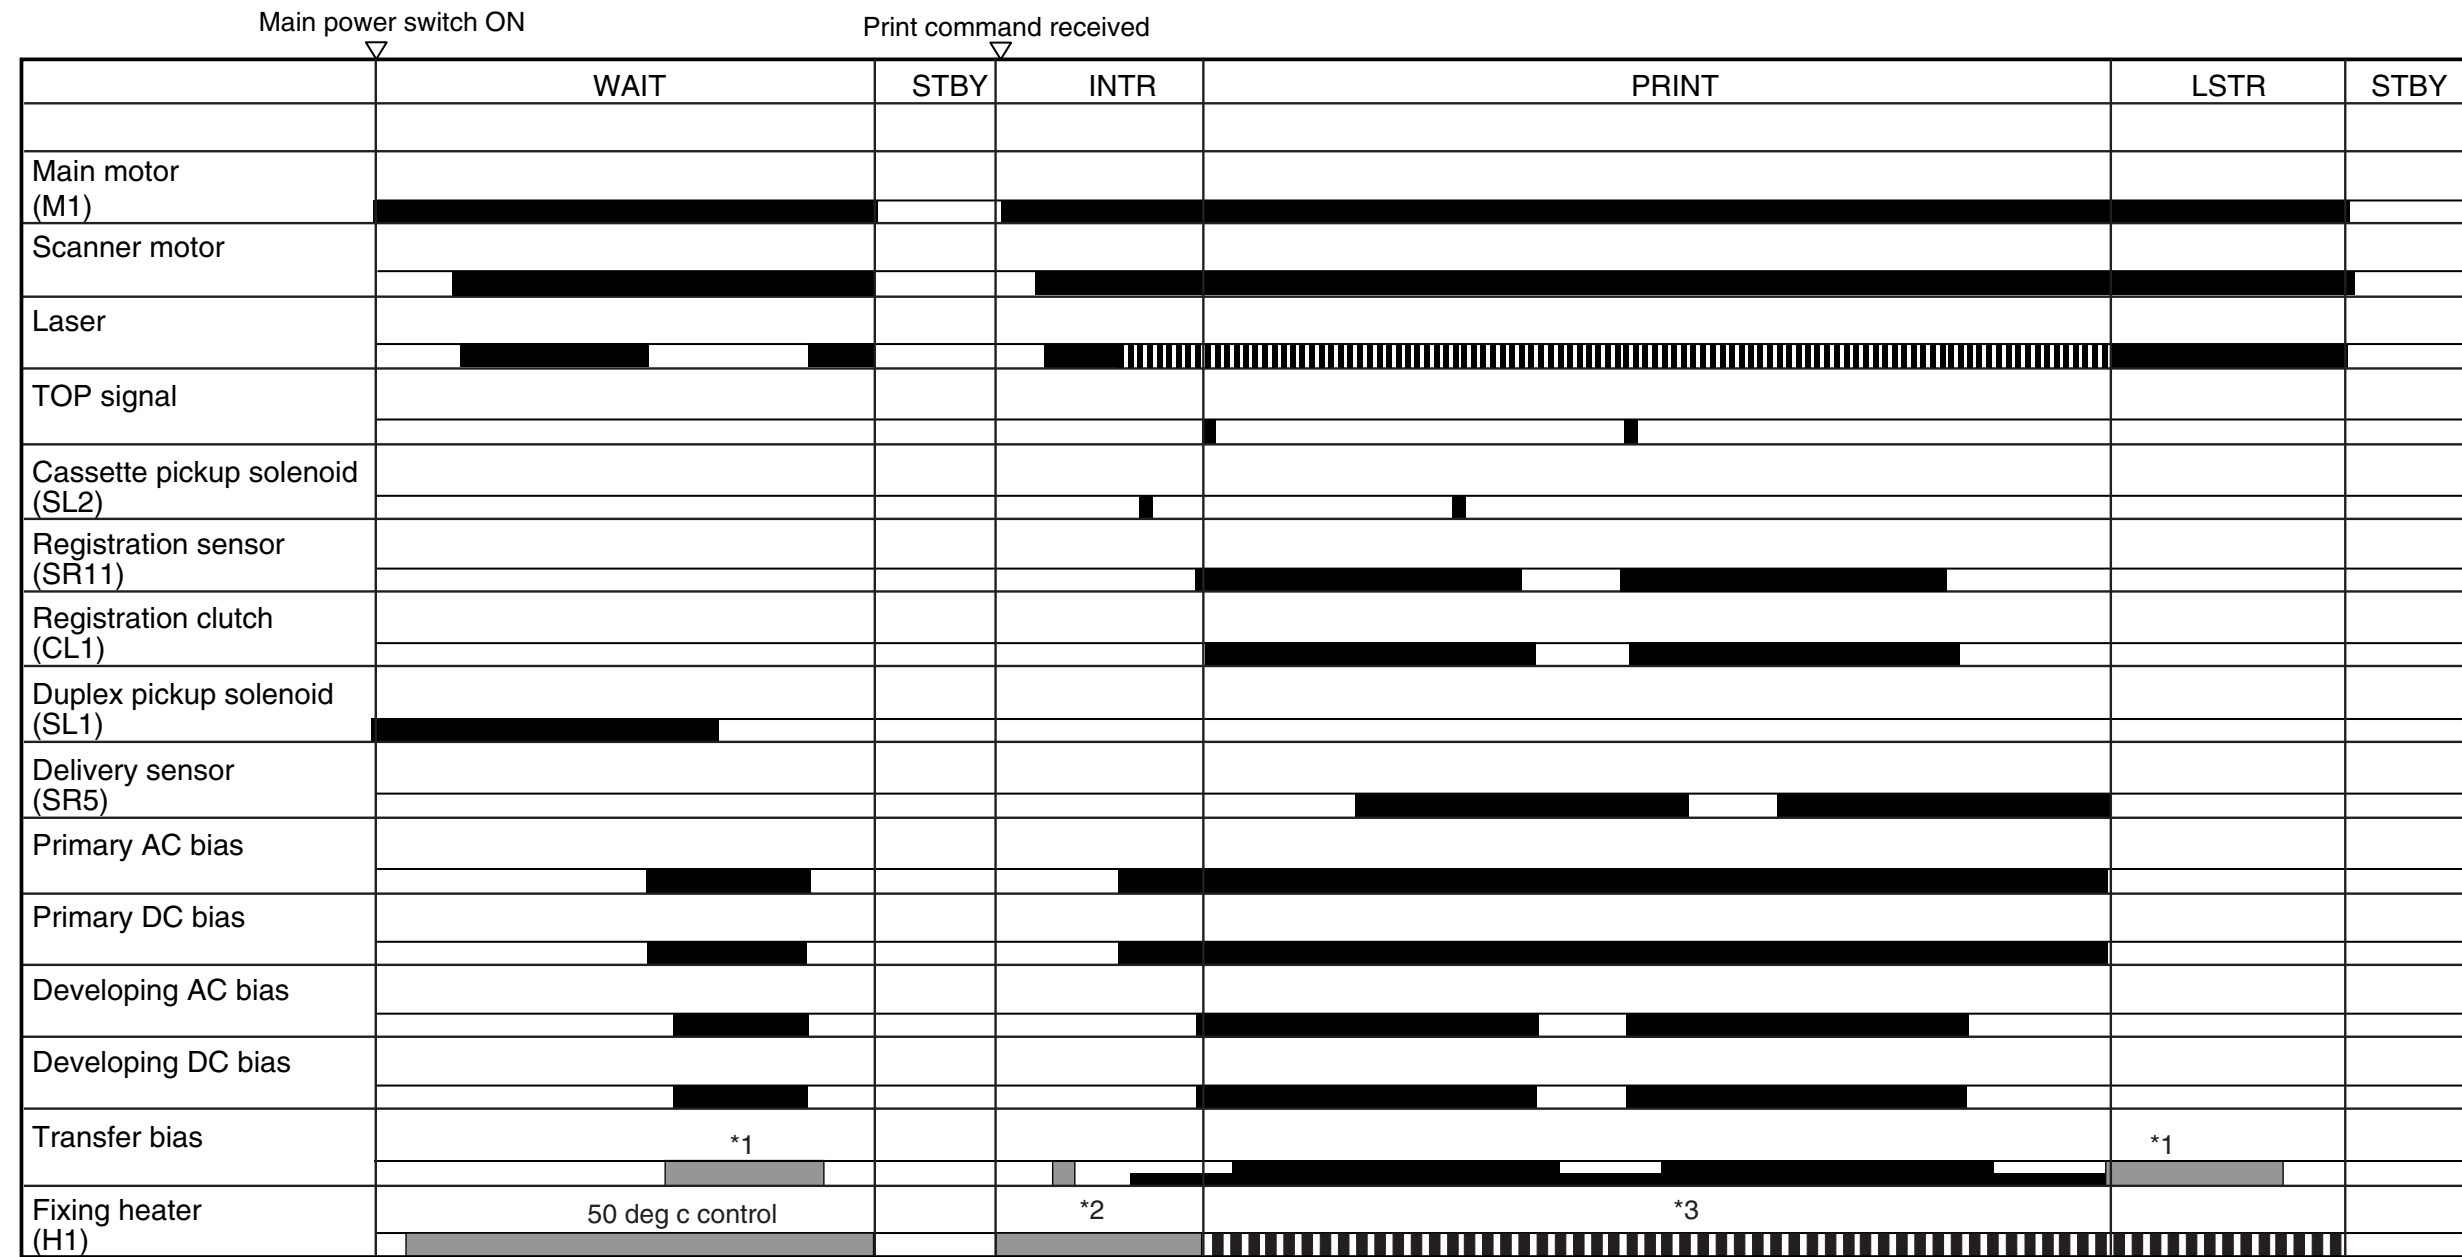 Main power switch ON
Print command received
WAIT STBY INTR PRINT LSTR STBY
Main motor
(M1)
Scanner motor
Laser
TOP signal
Cassette pickup solenoid
(SL2)
Registration sensor
(SR11)
Registration clutch
(CL1)
Duplex pickup solenoid
(SL1)
Delivery sensor
(SR5)
Primary AC bias
Primary DC bias
Developing AC bias
Developing DC bias
Transfer bias
*1 *1
Fixing heater
(H1)
50 deg c control *2 *3